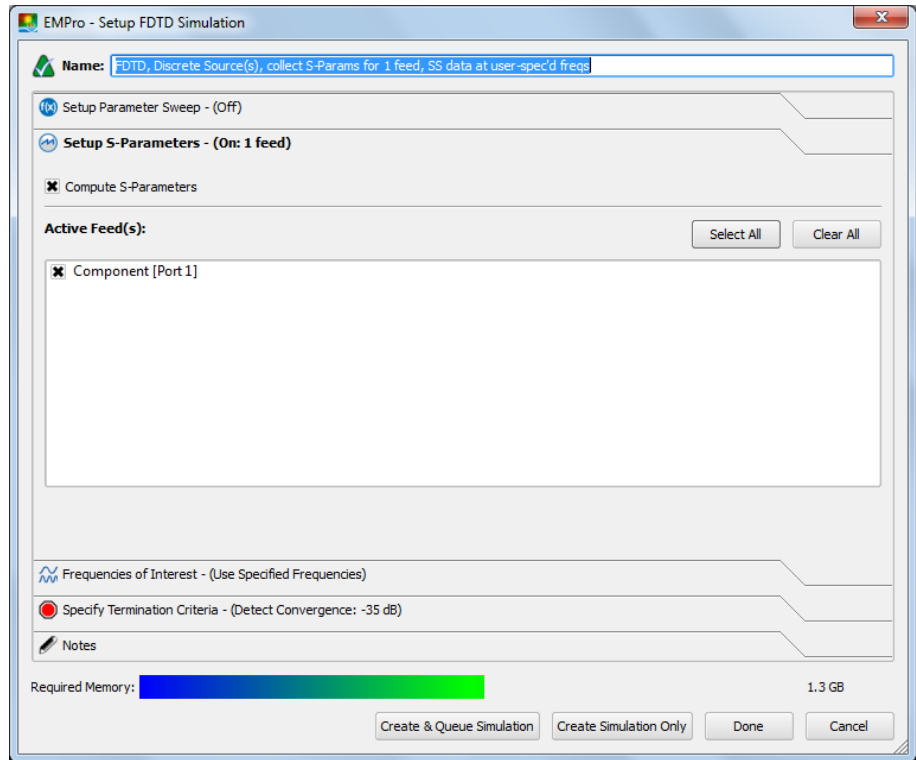 EMPro - Setup FDTD Simulation
Name: FDTD, Discrete Source(s), collect S-Params for 1 feed, SS data at user-spec'd freqs
f(x) Setup Parameter Sweep - (Off)
Setup S-Parameters - (On: 1 feed)
Compute S-Parameters
Active Feed(s): Select All Clear All
Component [Port 1]
Frequencies of Interest - (Use Specified Frequencies)
Specify Termination Criteria - (Detect Convergence: -35 dB)
Notes
Required Memory: 1.3 GB
Create & Queue Simulation Create Simulation Only Done Cancel